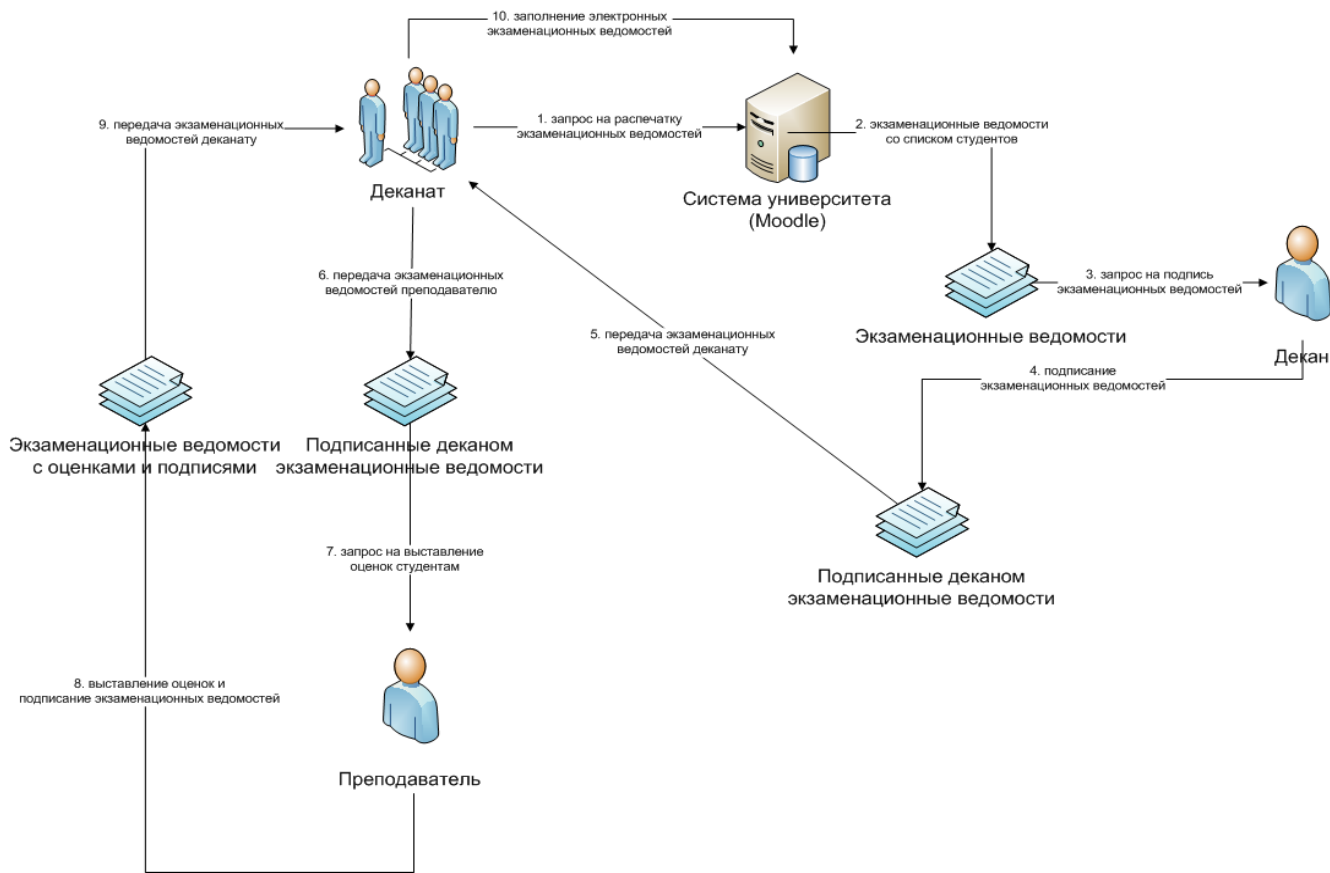 10. заполнение электронных
экзаменационных ведомостей
9. передача экзаменационных
ведомостей деканату
1. запрос на распечатку
экзаменационных ведомостей
2. экзаменационные ведомости
со списком студентов
Деканат
Система университета
(Moodle)
6. передача экзаменационных
ведомостей преподавателю
3. запрос на подпись
экзаменационных ведомостей
Экзаменационные ведомости
Декан
5. передача экзаменационных
ведомостей деканату
4. подписание
экзаменационных ведомостей
Экзаменационные ведомости
с оценками и подписями
Подписанные деканом
экзаменационные ведомости
7. запрос на выставление
оценок студентам
Подписанные деканом
экзаменационные ведомости
8. выставление оценок и
подписание экзаменационных ведомостей
Преподаватель